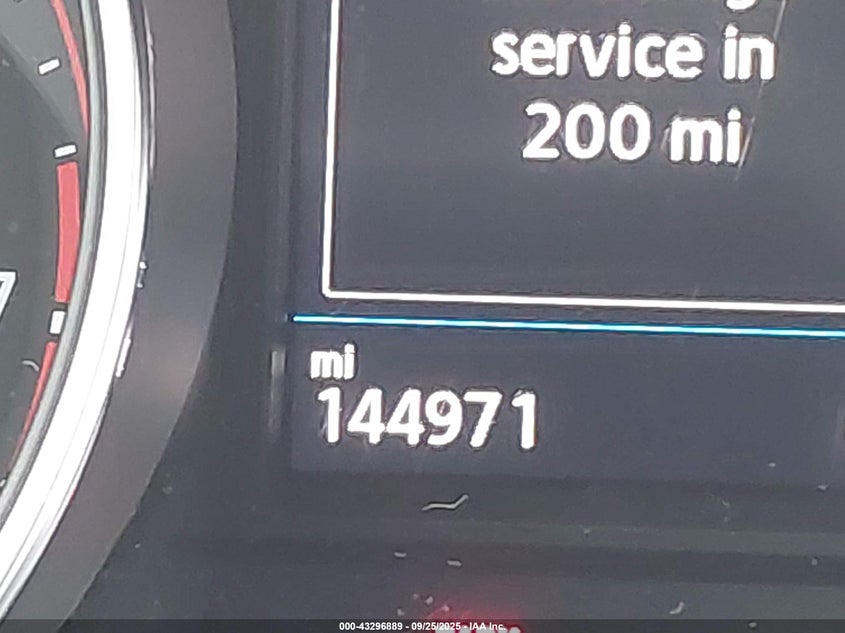 service in
200 mi
mi
144971
000-43296889 - 09/25/2025 - IAA Inc.